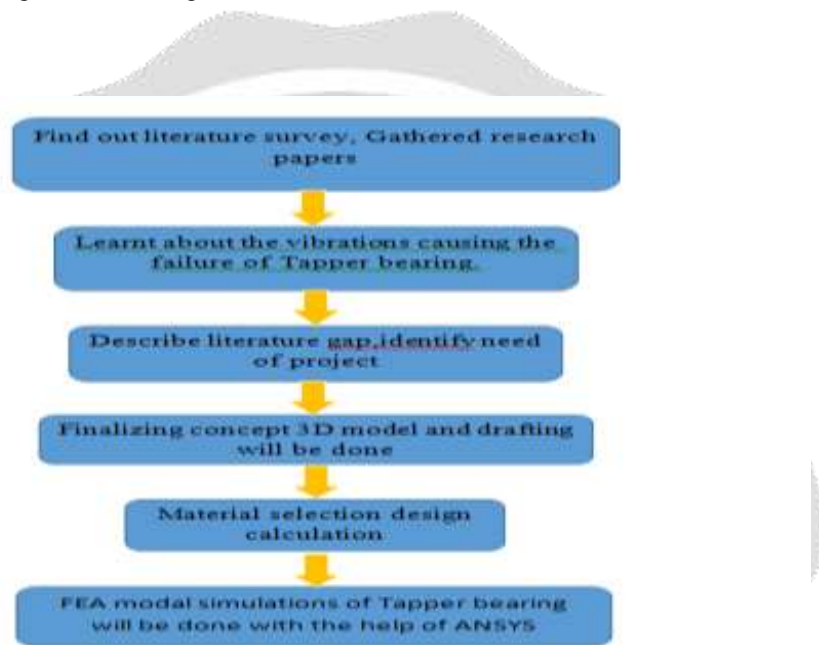 Find out literature survey, Gathered research
papers
Learnt about the vibrations causing the
failure of Tapper bearing.
Describe literature gap,identify need
of project
Finalizing concept 3D model and drafting
will be done
Material selection design
calculation
FEA modal simulations of Tapper bearing
will be done with the help of ANSYS